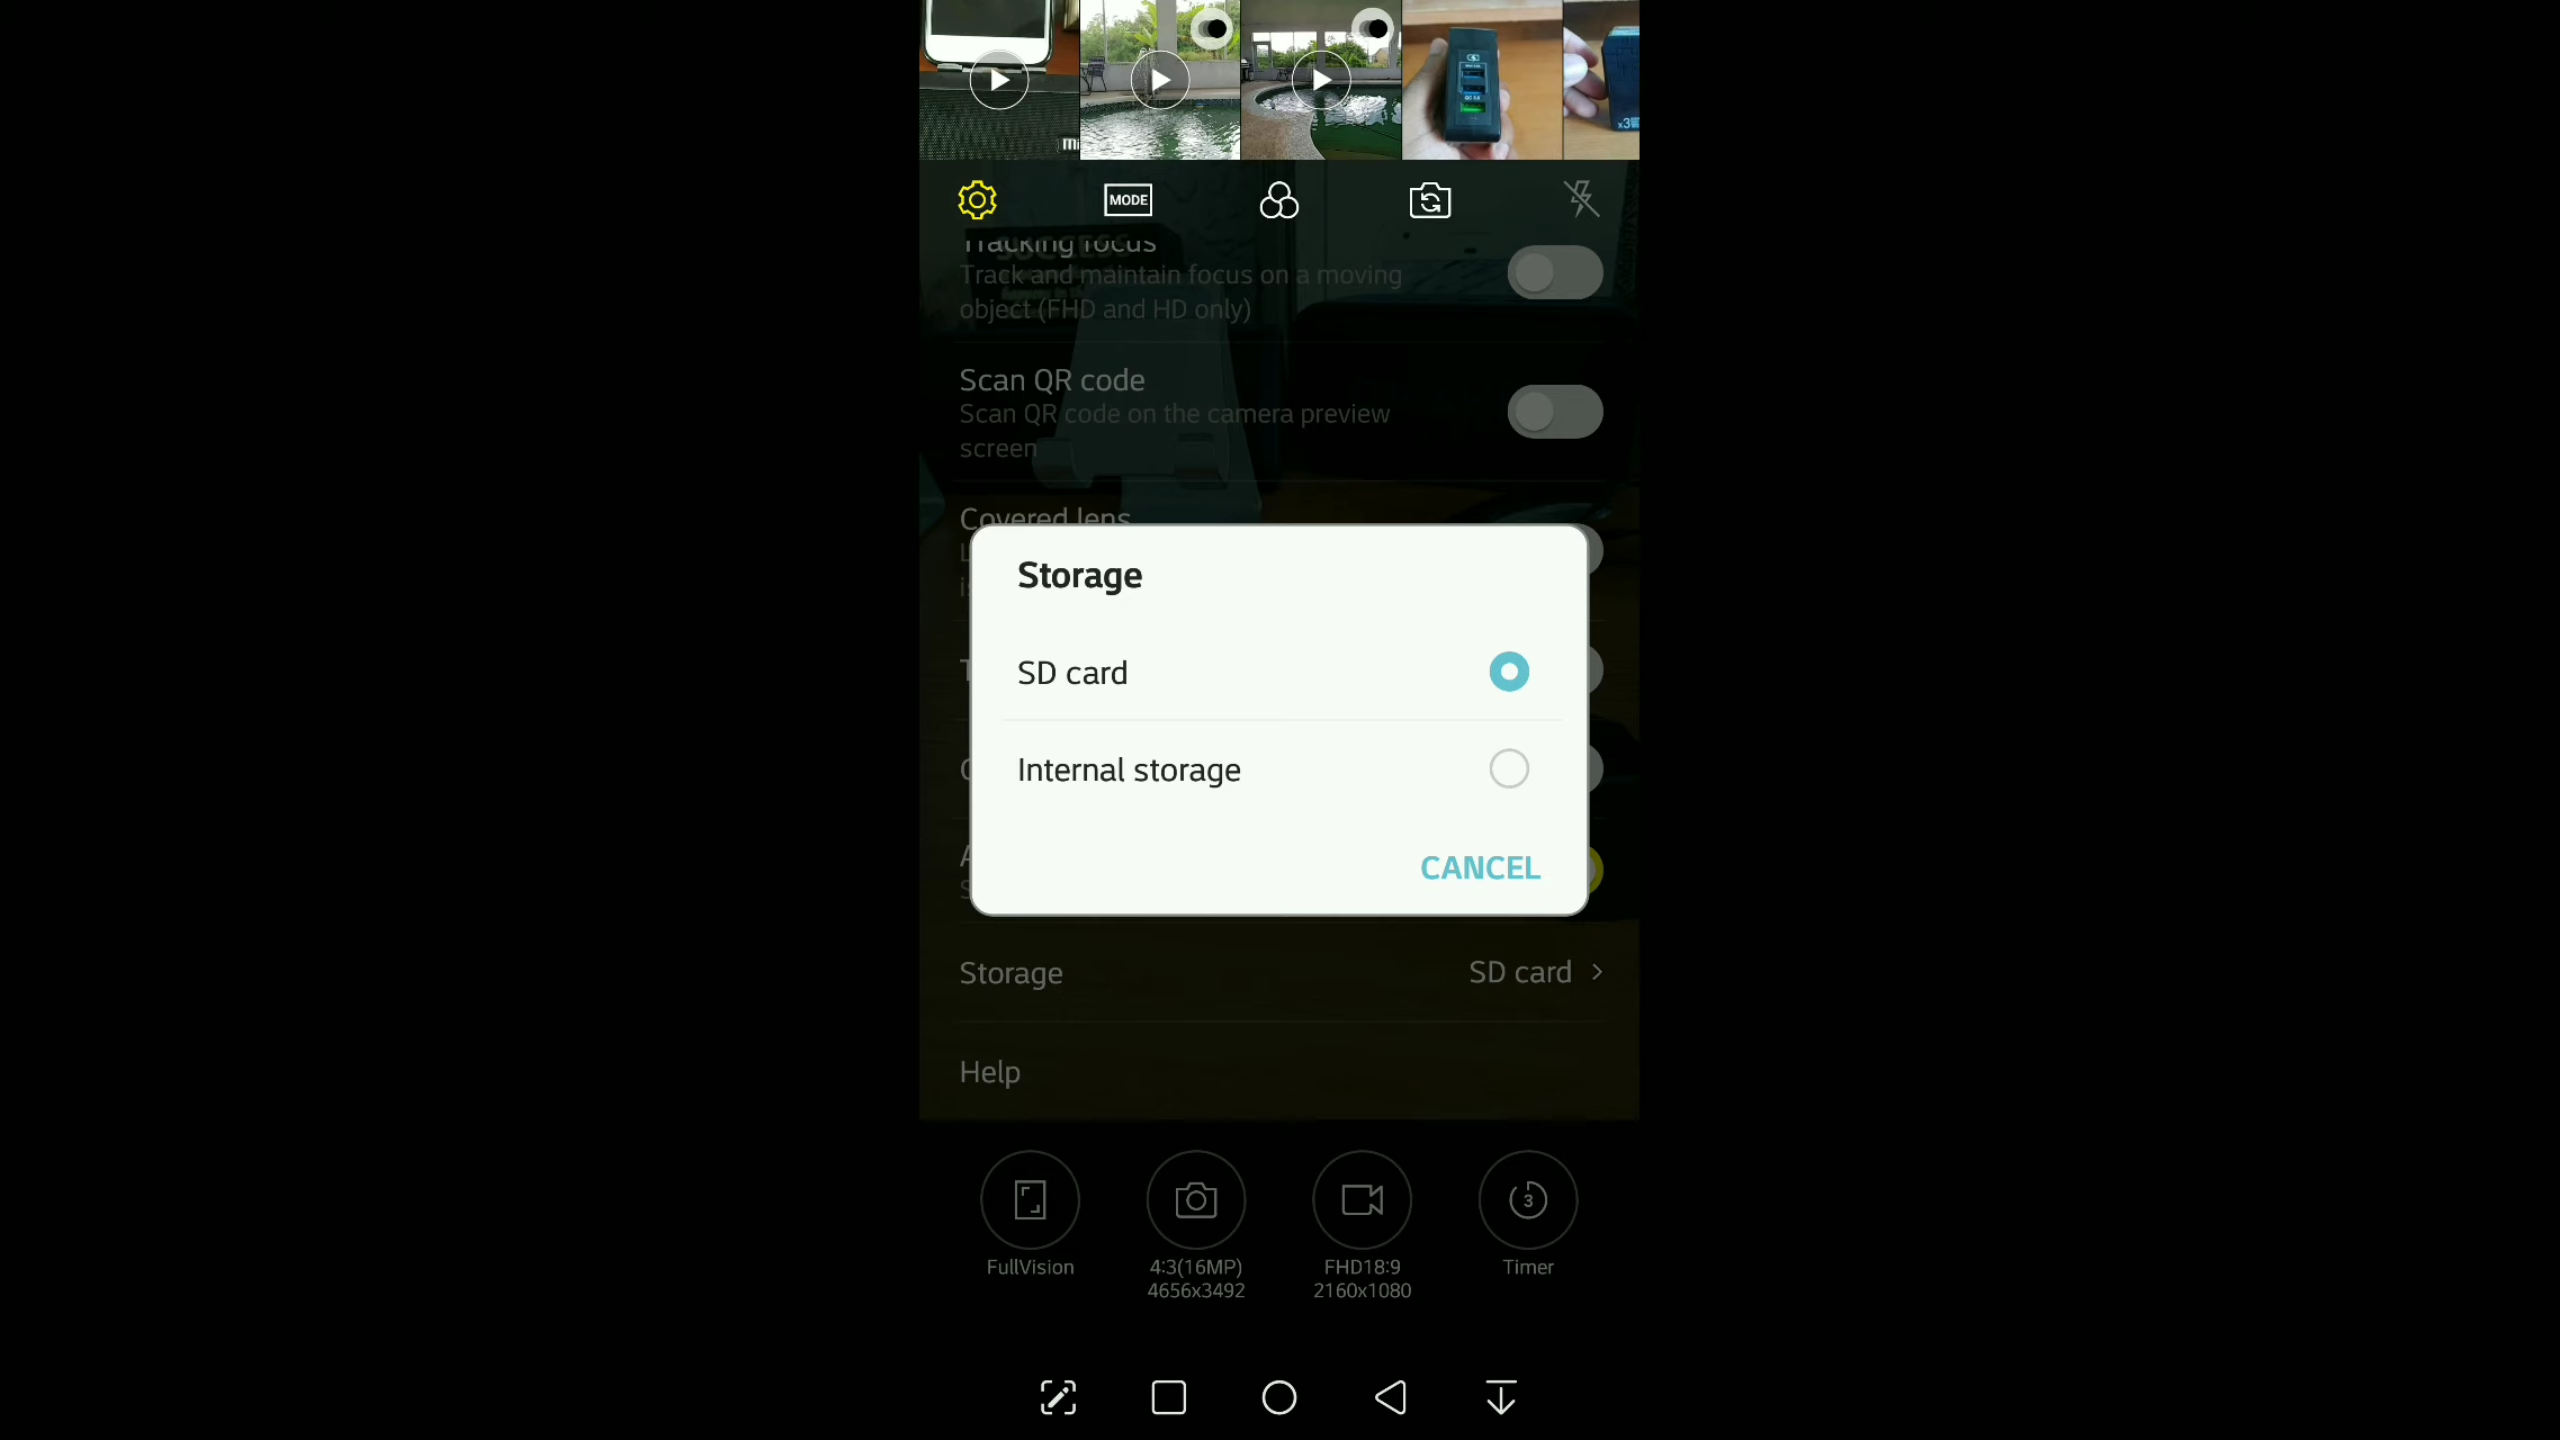 MODE
Tracking focus
Track and maintain focus on a moving
object (FHD and HD only)
Scan QR code
Scan QR code on the camera preview
screen
Covered lens
Storage
SD card
Internal storage
CANCEL
Storage
SD card
Help
3
FullVision
4:3(16MP)
4656x3492
FHD18:9
2160x1080
Timer